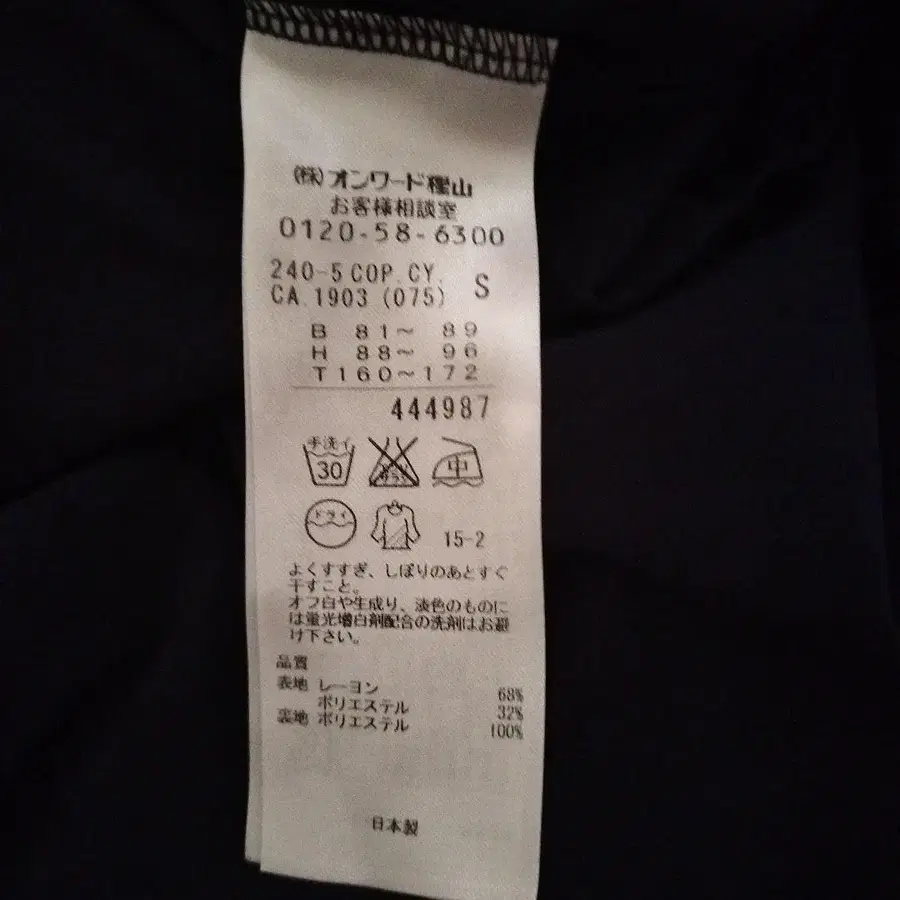 (株)オンワード樫山
お客様相談室
0120-58-6300
240-5 COP.CY. S
CA.1903 (075)
B 81～ 89
H 88～ 96
T160～172
444987
手洗イ
30
中
ドライ
15-2
よくすすぎ、しぼりのあとすぐ
干すこと。
オフ白や生成り、淡色のものに
は蛍光増白剤配合の洗剤はお避
け下さい。
品質
表地 レーヨン 68%
ポリエステル 32%
裏地 ポリエステル 100%
日本製